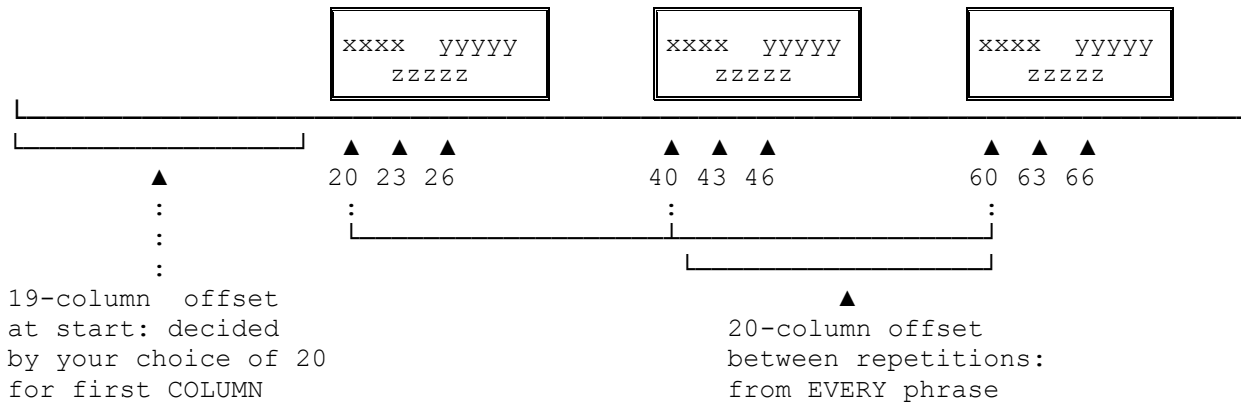 xxxx yyyyy xxxx yyyyy xxxx yyyyy
zzzzz zzzzz zzzzz
20 23 26 40 43 46 60 63 66
: : :
:
:
19-column offset
at start: decided 20-column offset
by your choice of 20 between repetitions:
for first COLUMN from EVERY phrase